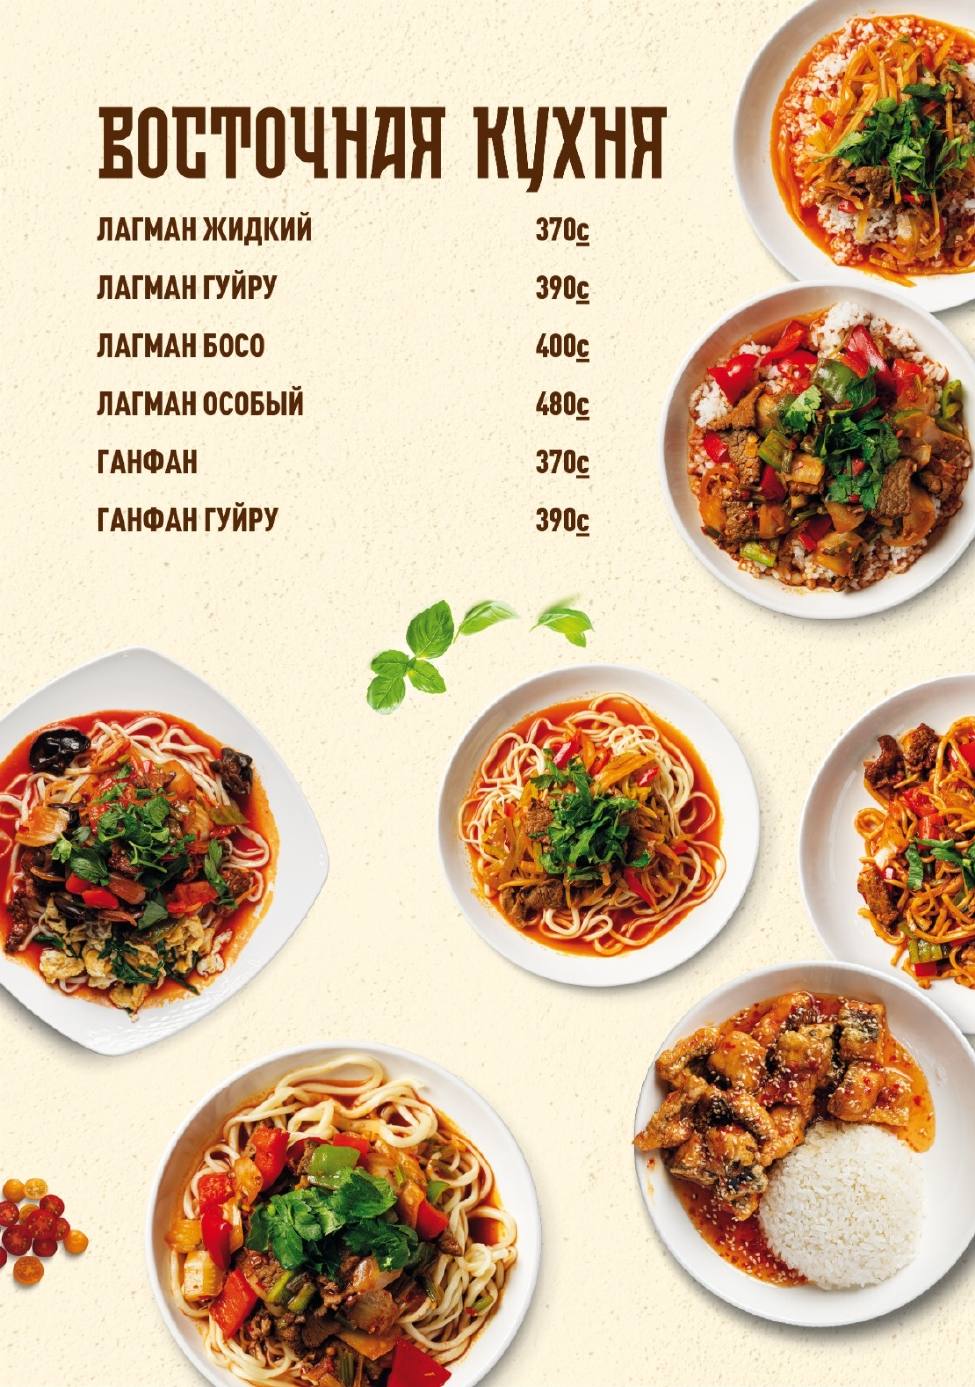 ВОСТОЧНАЯ КУХНЯ
ЛАГМАН ЖИДКИЙ 370с
ЛАГМАН ГУЙРУ 390с
ЛАГМАН БОСО 400с
ЛАГМАН ОСОБЫЙ 480с
ГАНФАН 370с
ГАНФАН ГУЙРУ 390с